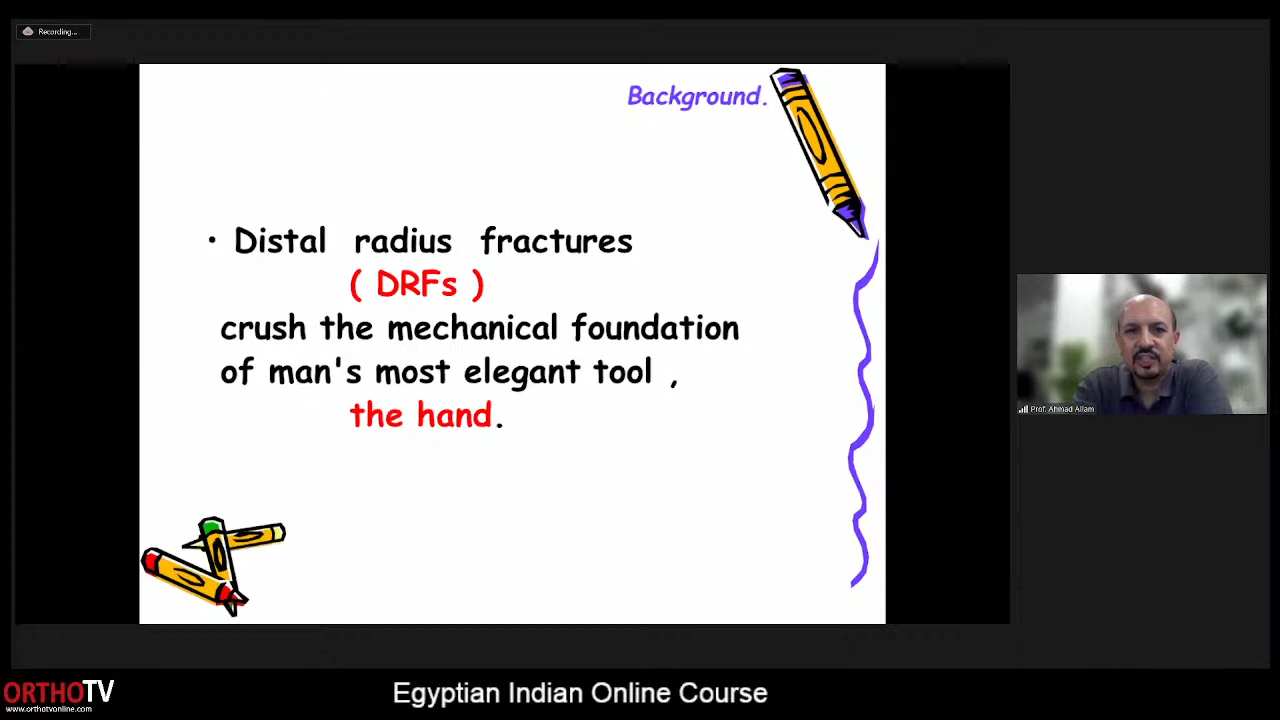 Recording...
Background.
• Distal radius fractures
( DRFs )
crush the mechanical foundation
of man's most elegant tool ,
the hand.
Prof. Ahmad Allam
ORTHOTV
www.orthotvonline.com
Egyptian Indian Online Course